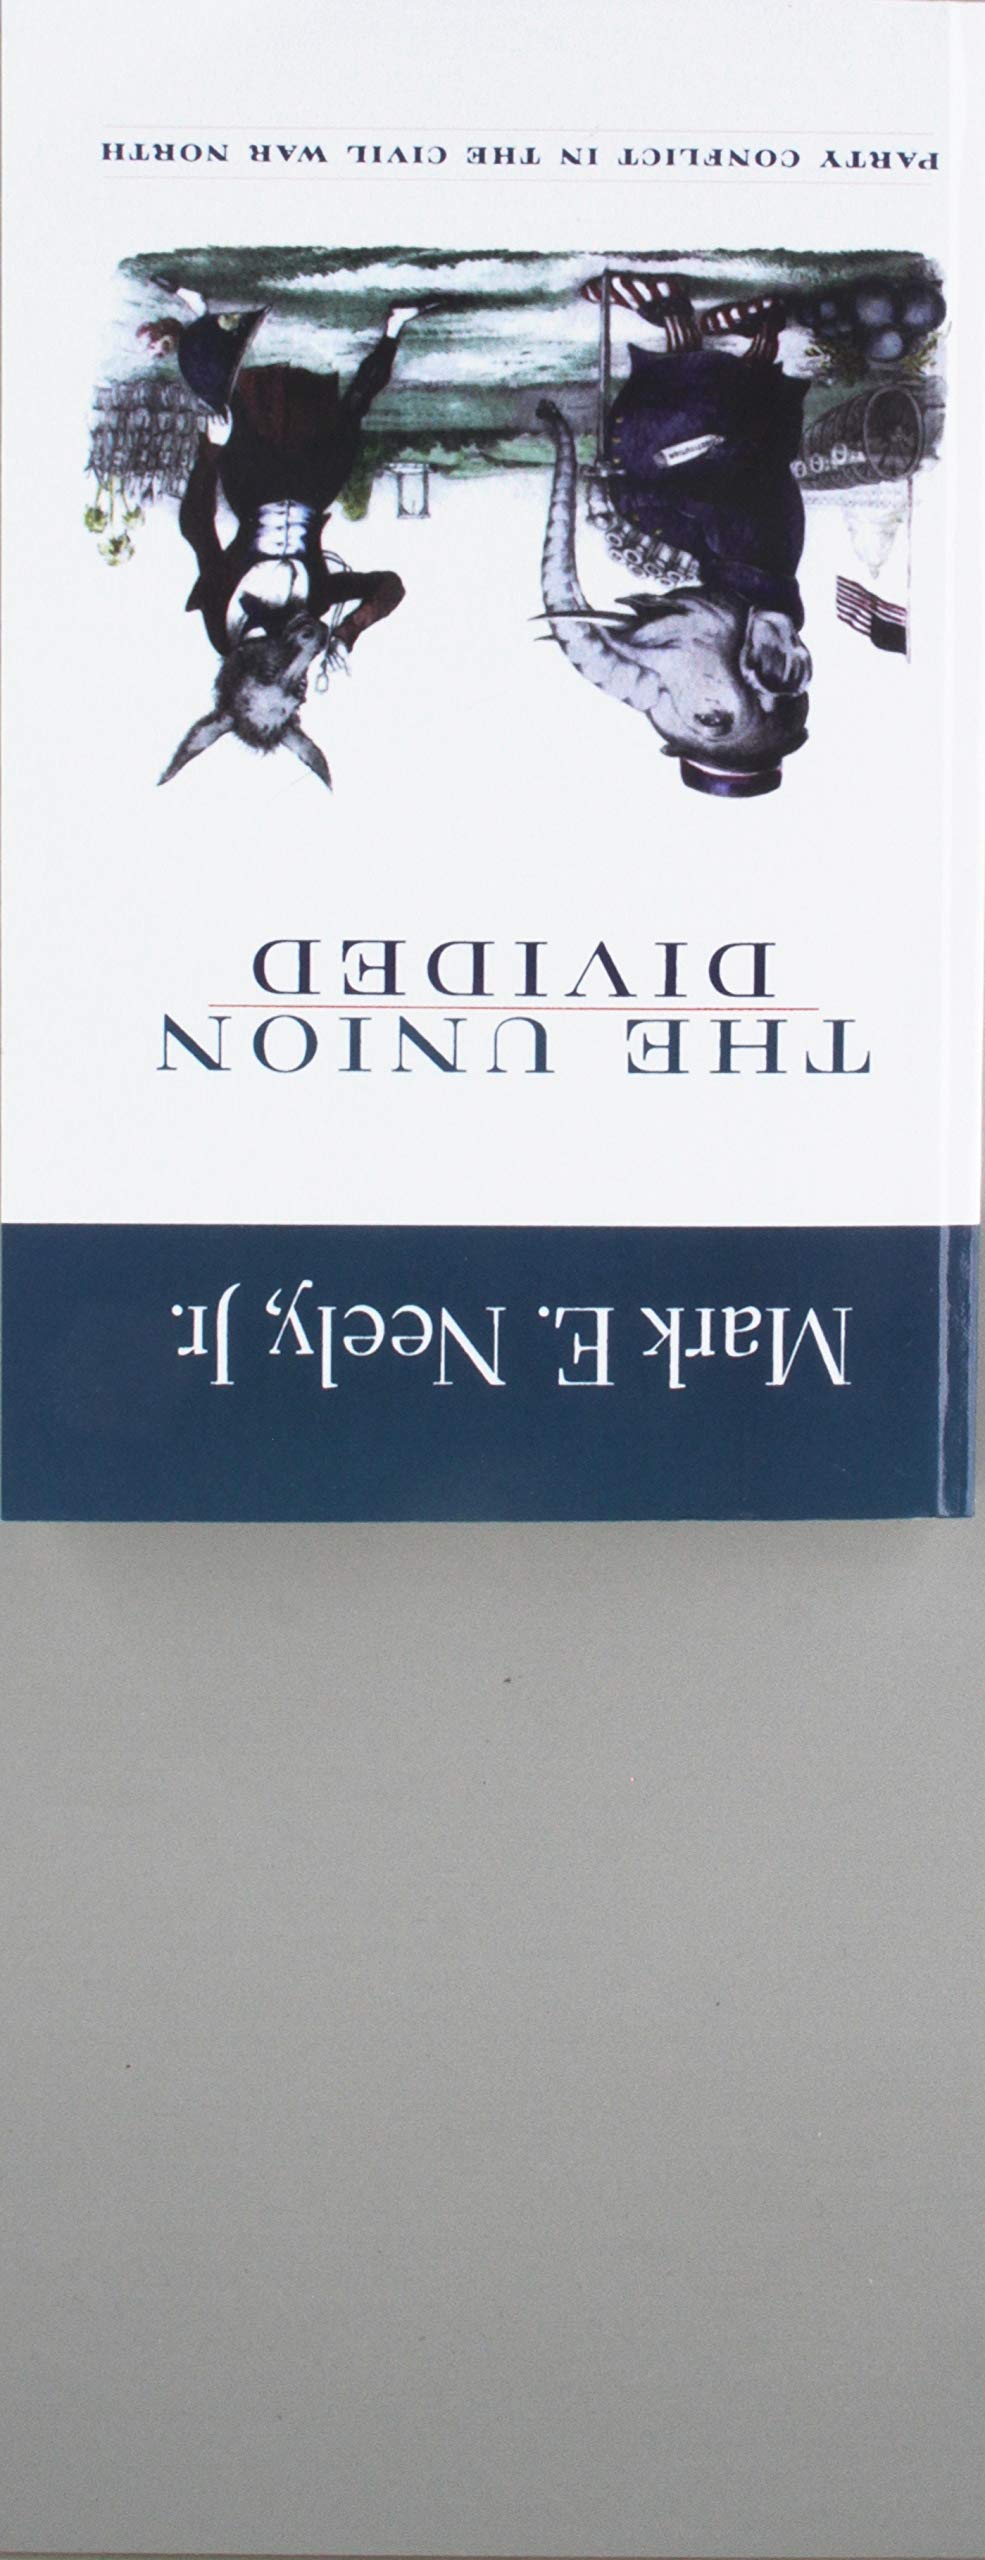 Mark E. Neely, Jr.
THE UNION
DIVIDED
PARTY CONFLICT IN THE CIVIL WAR NORTH